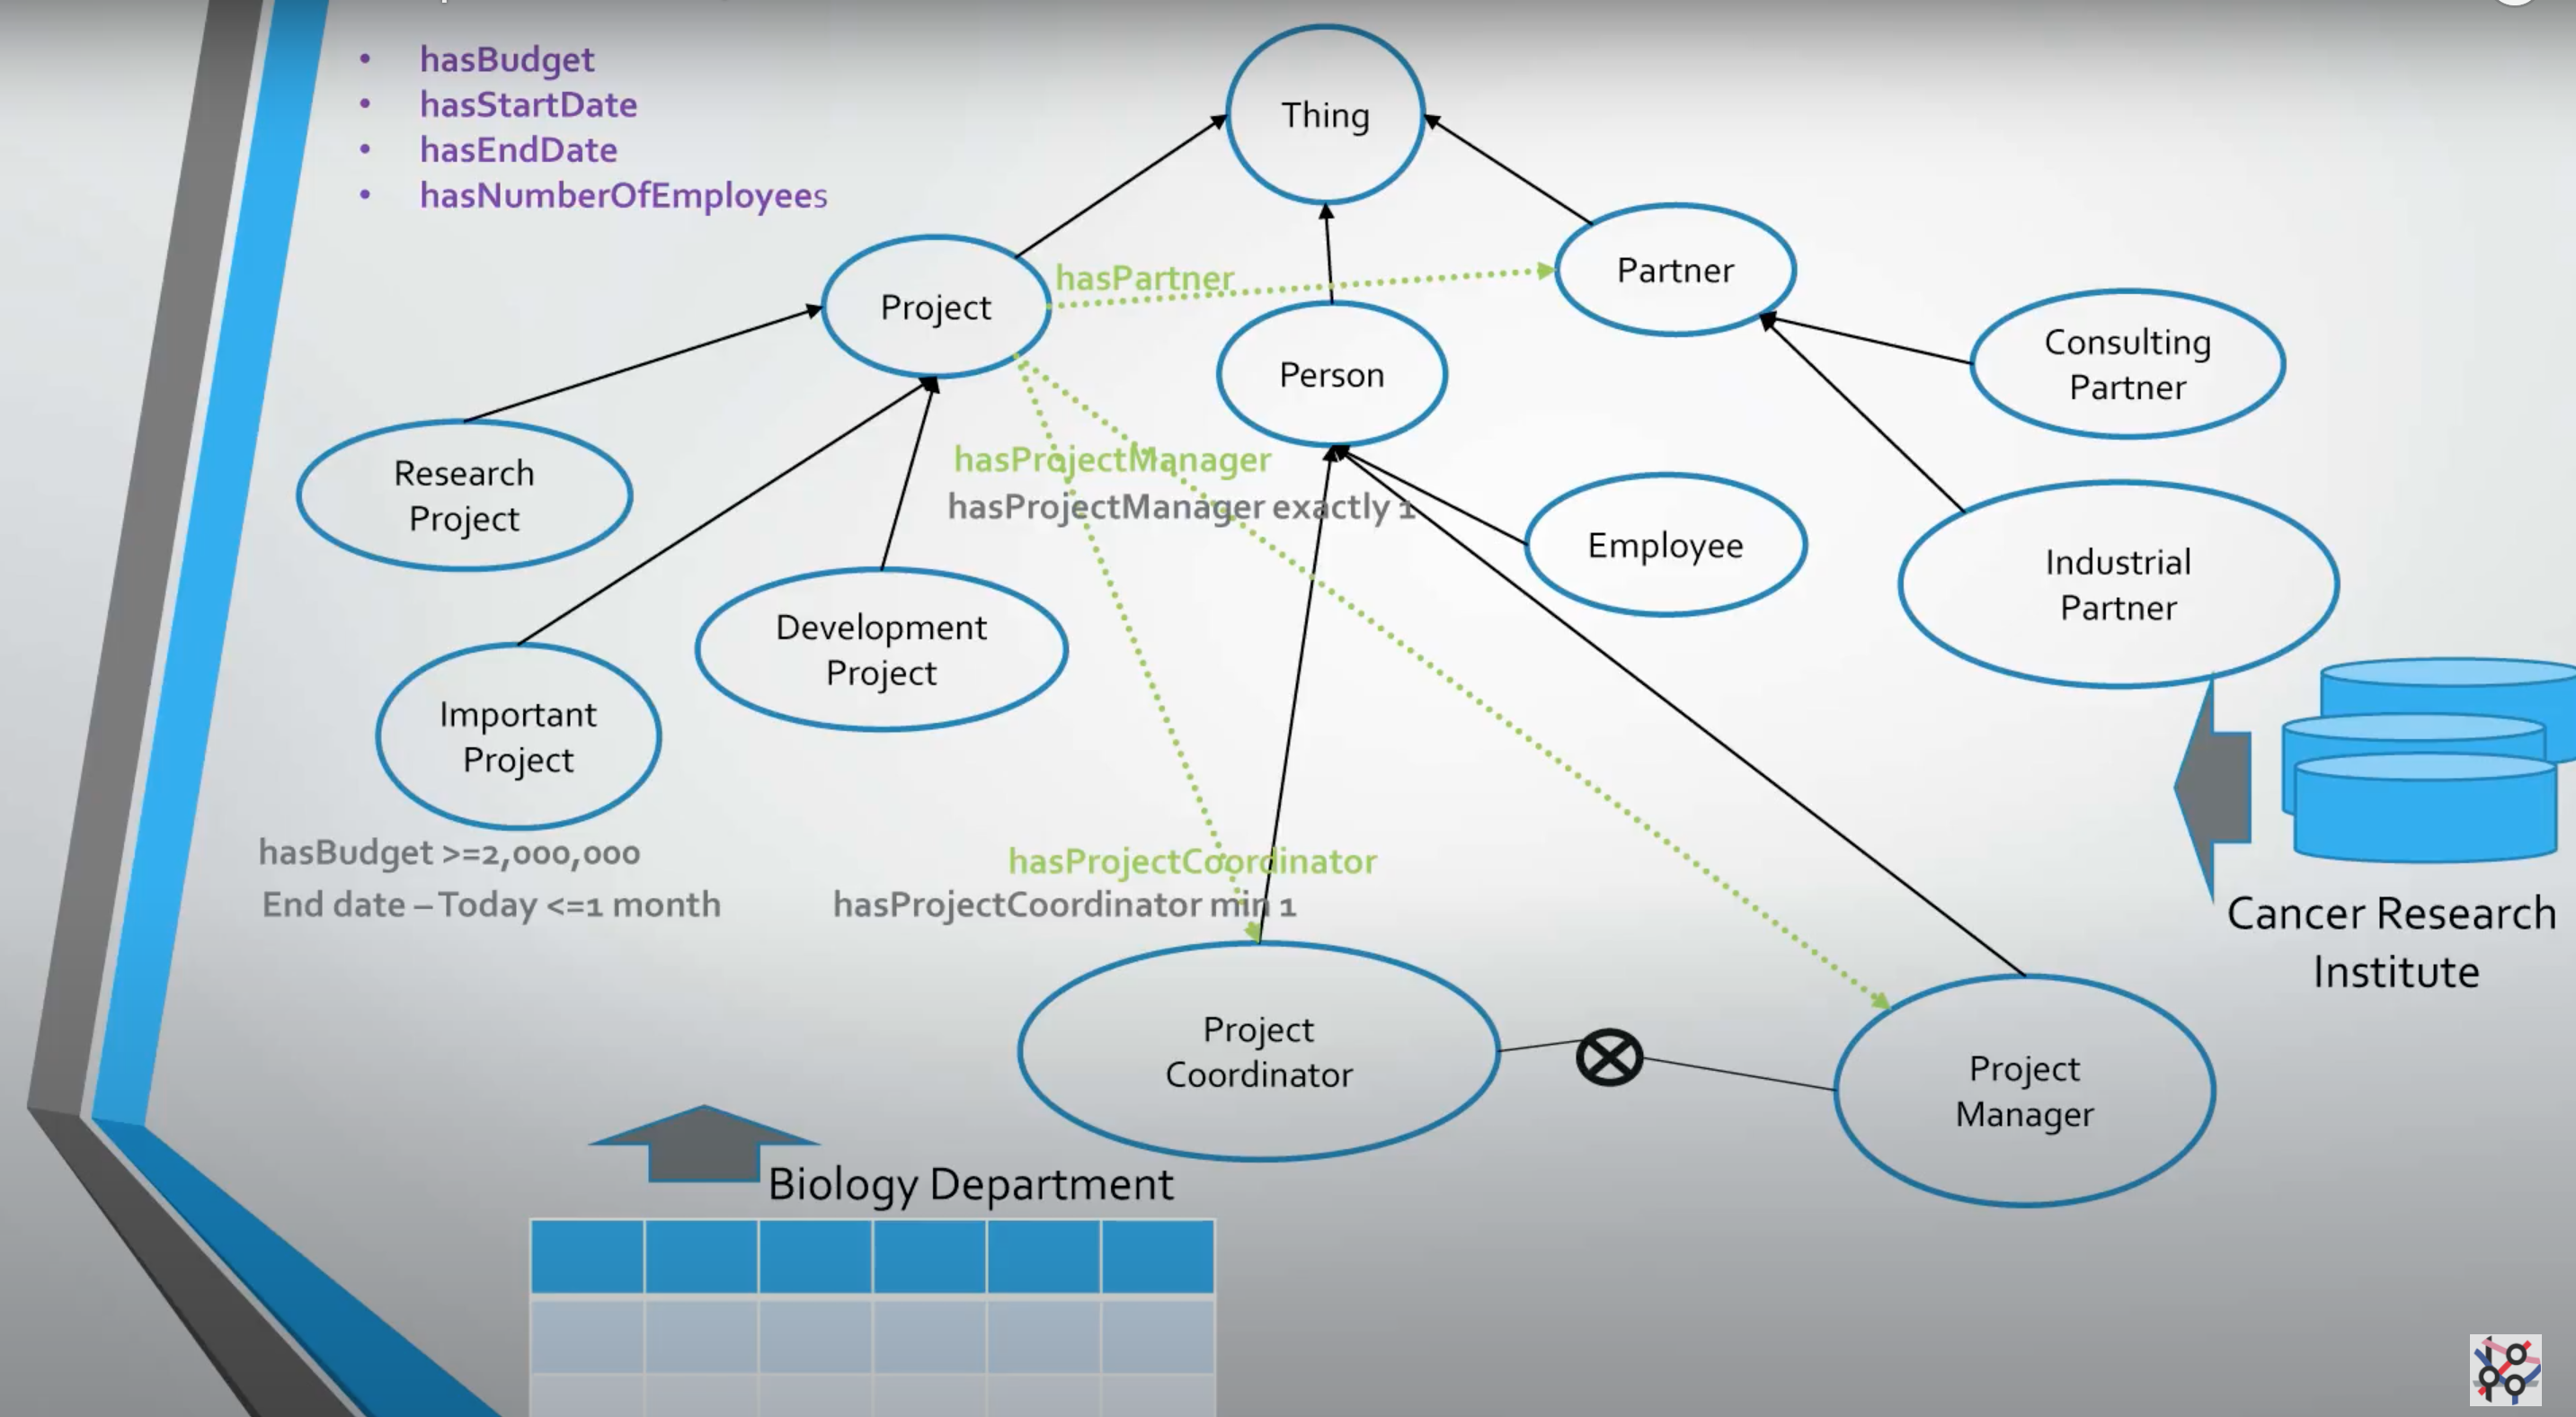 hasBudget
hasStartDate
hasEndDate
hasNumberOfEmployees
Thing
Project
hasPartner
Partner
Person
Consulting
Partner
Research
Project
hasProjectManager
hasProjectManager exactly 1
Employee
Industrial
Partner
Development
Project
Important
Project
hasBudget >=2,000,000
End date – Today <=1 month
hasProjectCoordinator
hasProjectCoordinator min 1
Cancer Research
Institute
Project
Coordinator
Project
Manager
Biology Department